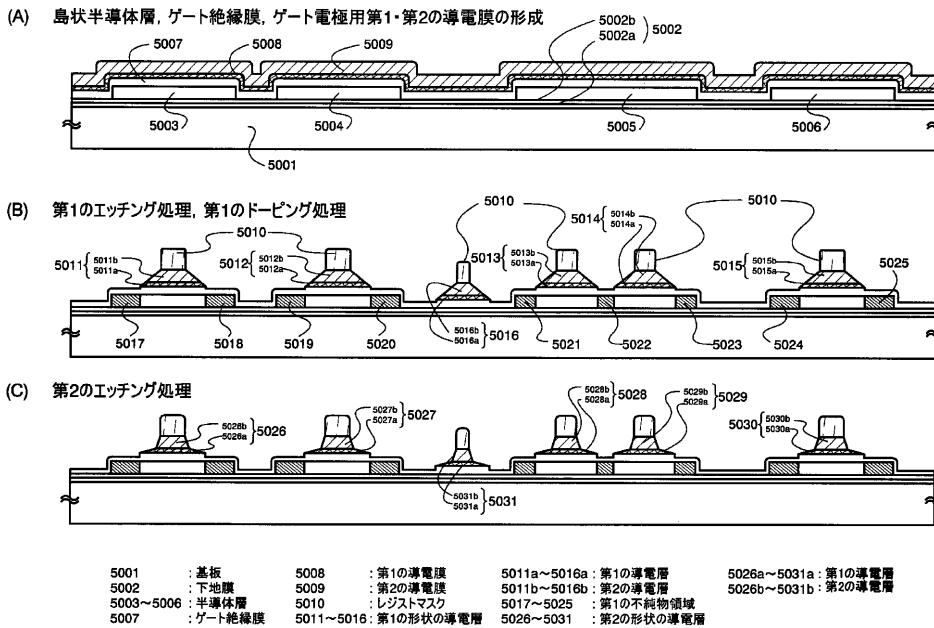 (A) 島状半導体層, ゲート絶縁膜, ゲート電極用第1・第2の導電膜の形成
5007 5008 5009 5002b 5002a 5002
5003 5004 5005 5006
5001
(B) 第1のエッチング処理, 第1のドーピング処理
5010 5010 5010
5011 5011b 5011a 5012 5012b 5012a 5013 5013b 5013a 5014 5014b 5014a 5015 5015b 5015a 5025
5017 5018 5019 5020 5016b 5016a 5016 5021 5022 5023 5024
(C) 第2のエッチング処理
5026b 5026a 5026 5027b 5027a 5027 5028b 5028a 5028 5029b 5029a 5029 5030 5030b 5030a
5031b 5031a 5031
5001 : 基板 5008 : 第1の導電膜 5011a～5016a : 第1の導電層 5026a～5031a : 第1の導電層
5002 : 下地膜 5009 : 第2の導電膜 5011b～5016b : 第2の導電層 5026b～5031b : 第2の導電層
5003～5006 : 半導体層 5010 : レジストマスク 5017～5025 : 第1の不純物領域
5007 : ゲート絶縁膜 5011～5016 : 第1の形状の導電層 5026～5031 : 第2の形状の導電層